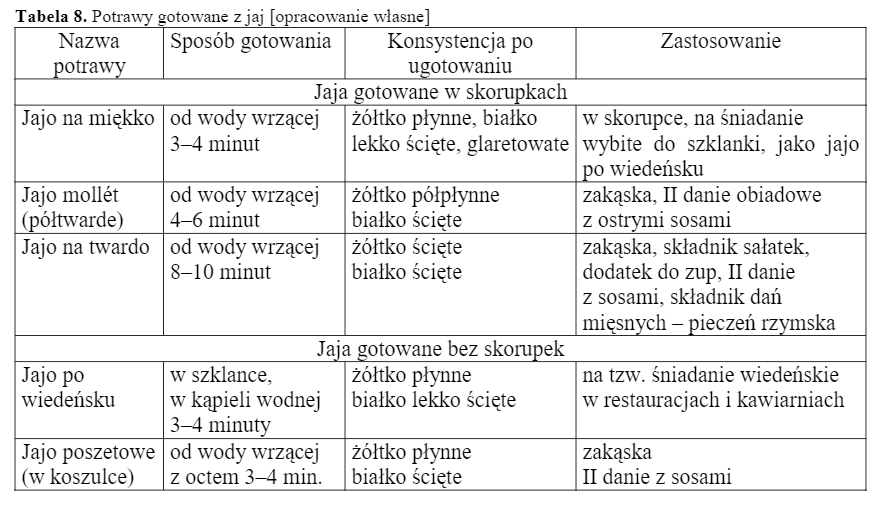 Tabela 8. Potrawy gotowane z jaj [opracowanie własne]
Nazwa potrawy | Sposób gotowania | Konsystencja po ugotowaniu | Zastosowanie
Jaja gotowane w skorupkach
Jajo na miękko | od wody wrzącej 3–4 minut | żółtko płynne, białko lekko ścięte, glaretowate | w skorupce, na śniadanie wybite do szklanki, jako jajo po wiedeńsku
Jajo mollét (półtwarde) | od wody wrzącej 4–6 minut | żółtko półpłynne białko ścięte | zakąska, II danie obiadowe z ostrymi sosami
Jajo na twardo | od wody wrzącej 8–10 minut | żółtko ścięte białko ścięte | zakąska, składnik sałatek, dodatek do zup, II danie z sosami, składnik dań mięsnych – pieczeń rzymska
Jaja gotowane bez skorupek
Jajo po wiedeńsku | w szklance, w kąpieli wodnej 3–4 minuty | żółtko płynne białko lekko ścięte | na tzw. śniadanie wiedeńskie w restauracjach i kawiarniach
Jajo poszetowe (w koszulce) | od wody wrzącej z octem 3–4 min. | żółtko płynne białko ścięte | zakąska II danie z sosami